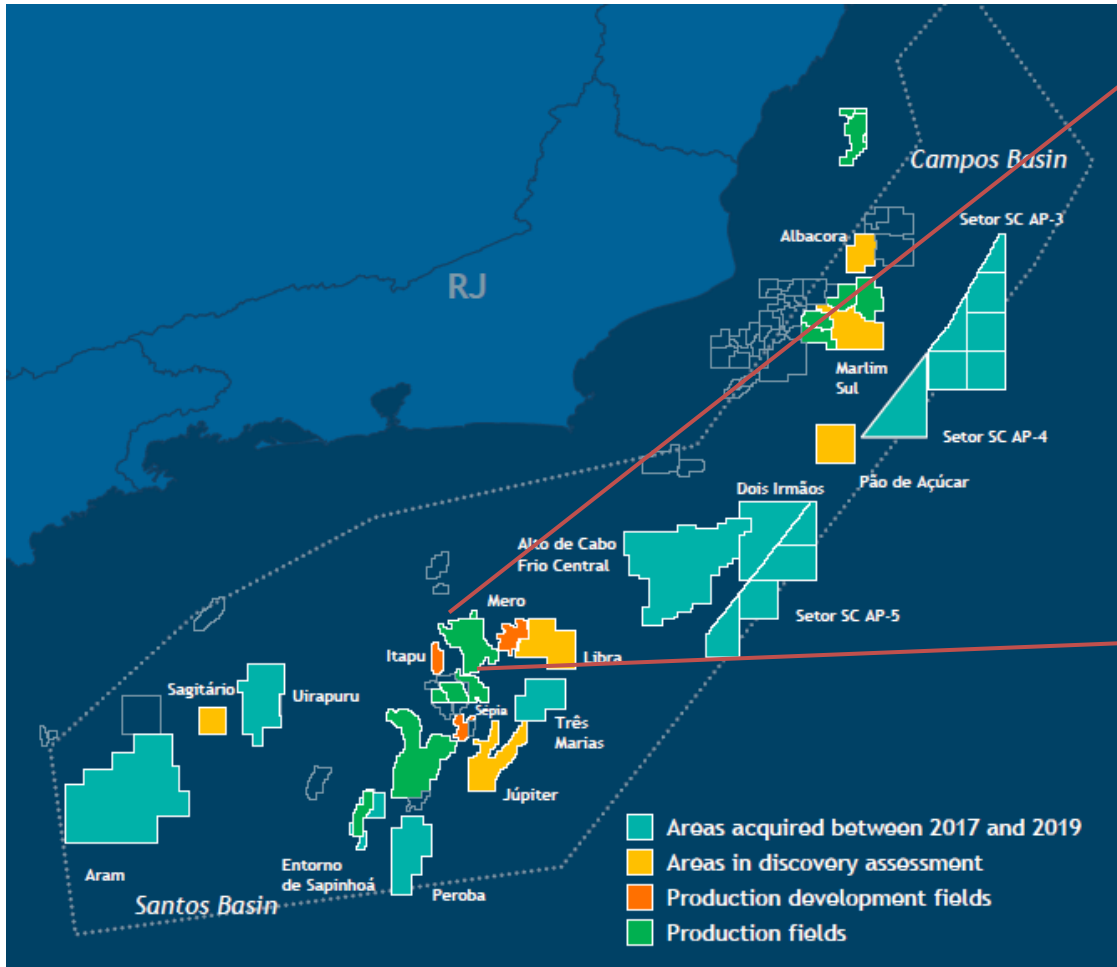 Campos Basin
Setor SC AP-3
Albacora
RJ
Marlim
Sul
Setor SC AP-4
Pão de Açúcar
Dois Irmãos
Alto de Cabo
Frio Central
Mero
Setor SC AP-5
Itapu
Libra
Sagitário
Uirapuru
Sépia
Três
Marias
Júpiter
Areas acquired between 2017 and 2019
Areas in discovery assessment
Entorno
de Sapinhoá
Aram
Peroba
Production development fields
Santos Basin
Production fields